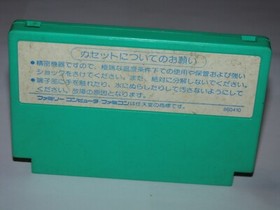 カセットについてのお願い
●精密機器ですので、極端な温度条件下での使用や保管および強い
ショックをさけてください。また、絶対に分解しないでください。
●端子部に手を触れたり、水にぬらしたりして汚さないようにして
ください。故障の原因となります。
ファミリーコンピュータ・ファミコンは任天堂の商標です。